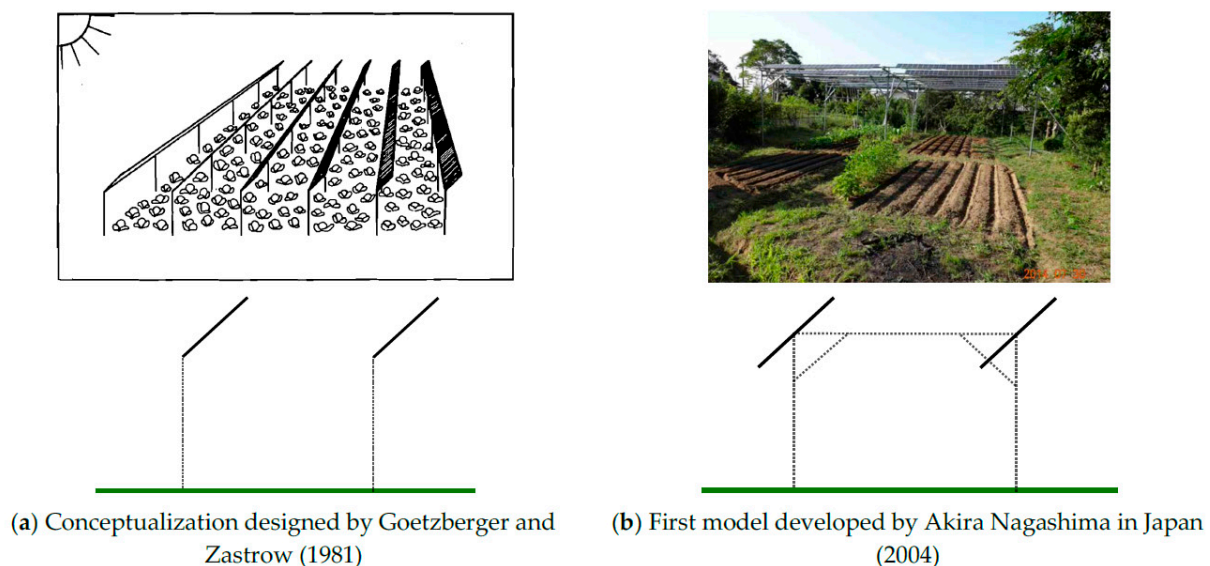 (a) Conceptualization designed by Goetzberger and
Zastrow (1981)
(b) First model developed by Akira Nagashima in Japan
(2004)